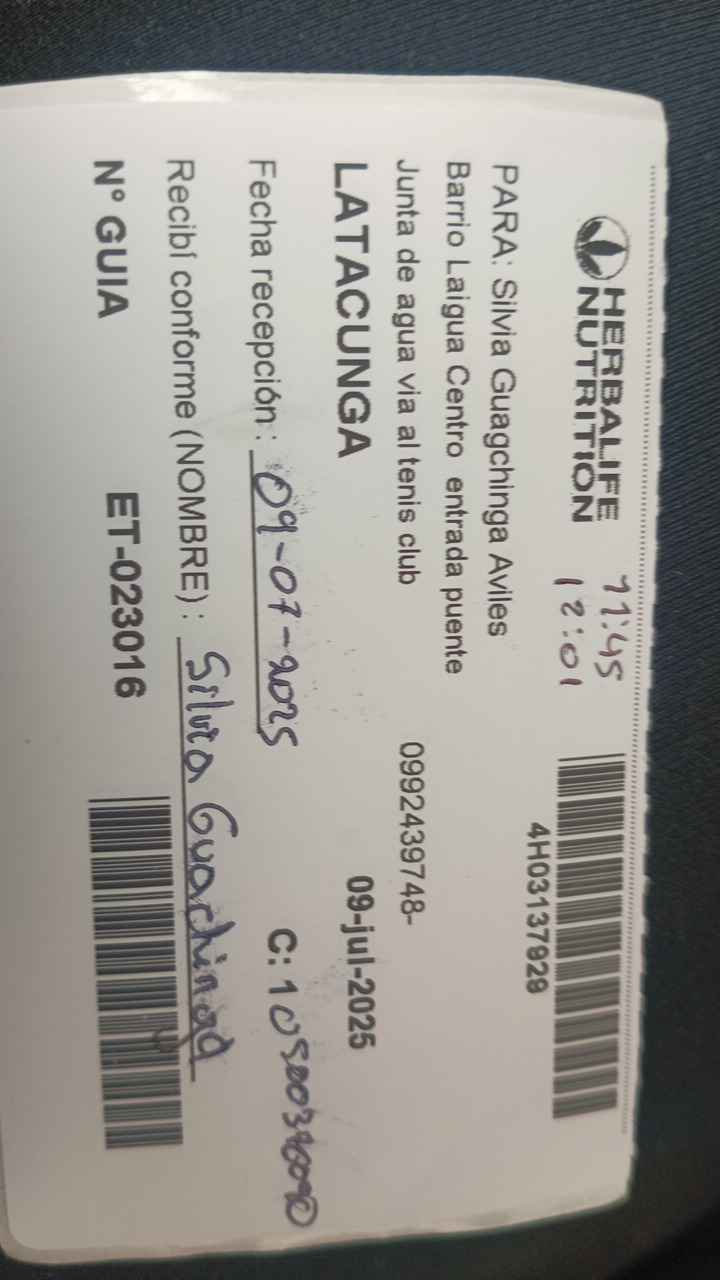 HERBALIFE
NUTRITION
11:45
12:01
4H03137929
PARA: Silvia Guagchinga Aviles
Barrio Laigua Centro entrada puente
Junta de agua via al tenis club 0992439748-
LATACUNGA 09-jul-2025
Fecha recepción : 09-07-2025 C:
Recibí conforme (NOMBRE) : Silvia Guachinga
N° GUIA ET-023016